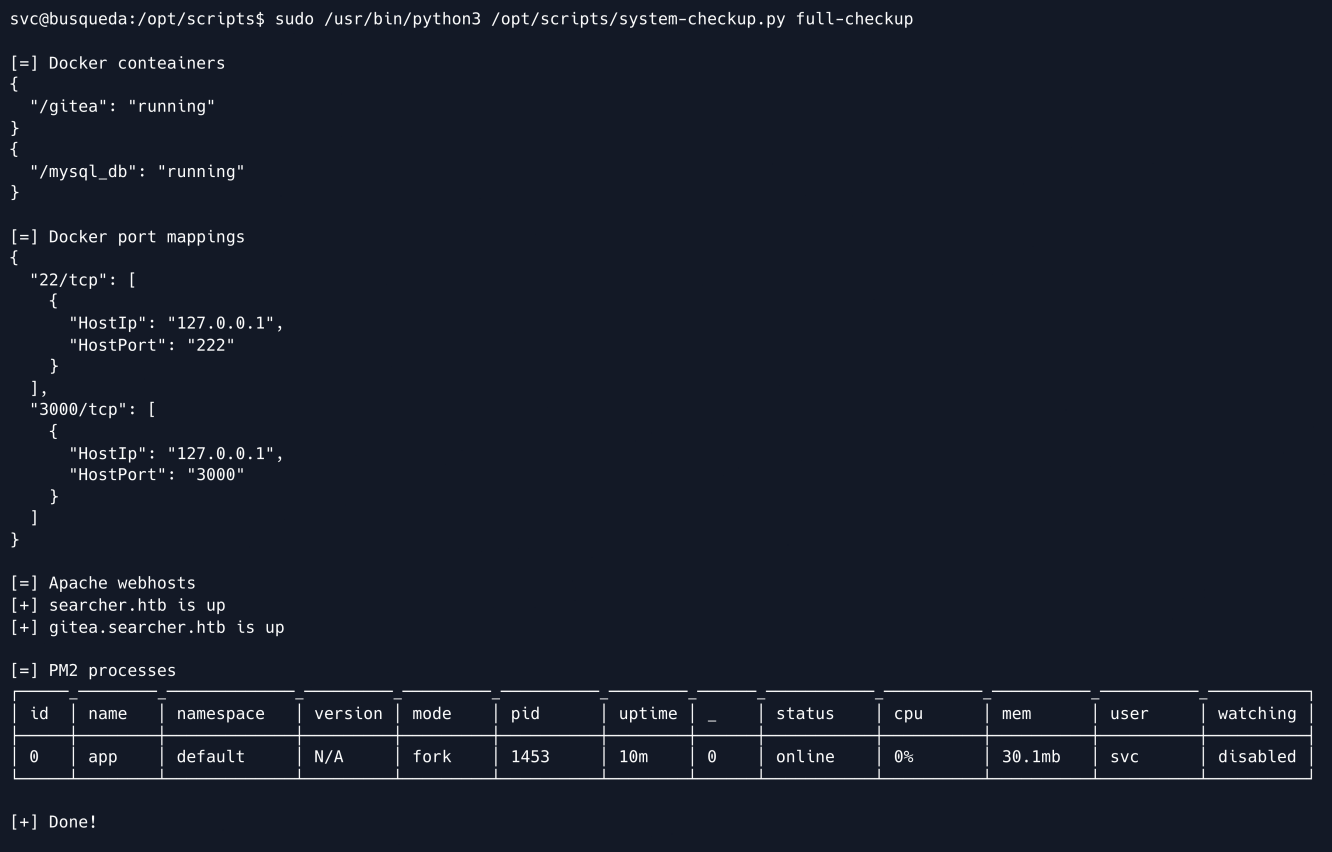 svc@busqueda:/opt/scripts$ sudo /usr/bin/python3 /opt/scripts/system-checkup.py full-checkup

[=] Docker conteainers
{
  "/gitea": "running"
}
{
  "/mysql_db": "running"
}

[=] Docker port mappings
{
  "22/tcp": [
    {
      "HostIp": "127.0.0.1",
      "HostPort": "222"
    }
  ],
  "3000/tcp": [
    {
      "HostIp": "127.0.0.1",
      "HostPort": "3000"
    }
  ]
}

[=] Apache webhosts
[+] searcher.htb is up
[+] gitea.searcher.htb is up

[=] PM2 processes
│ id │ name │ namespace │ version │ mode │ pid │ uptime │ _ │ status │ cpu │ mem │ user │ watching │
│ 0 │ app │ default │ N/A │ fork │ 1453 │ 10m │ 0 │ online │ 0% │ 30.1mb │ svc │ disabled │

[+] Done!